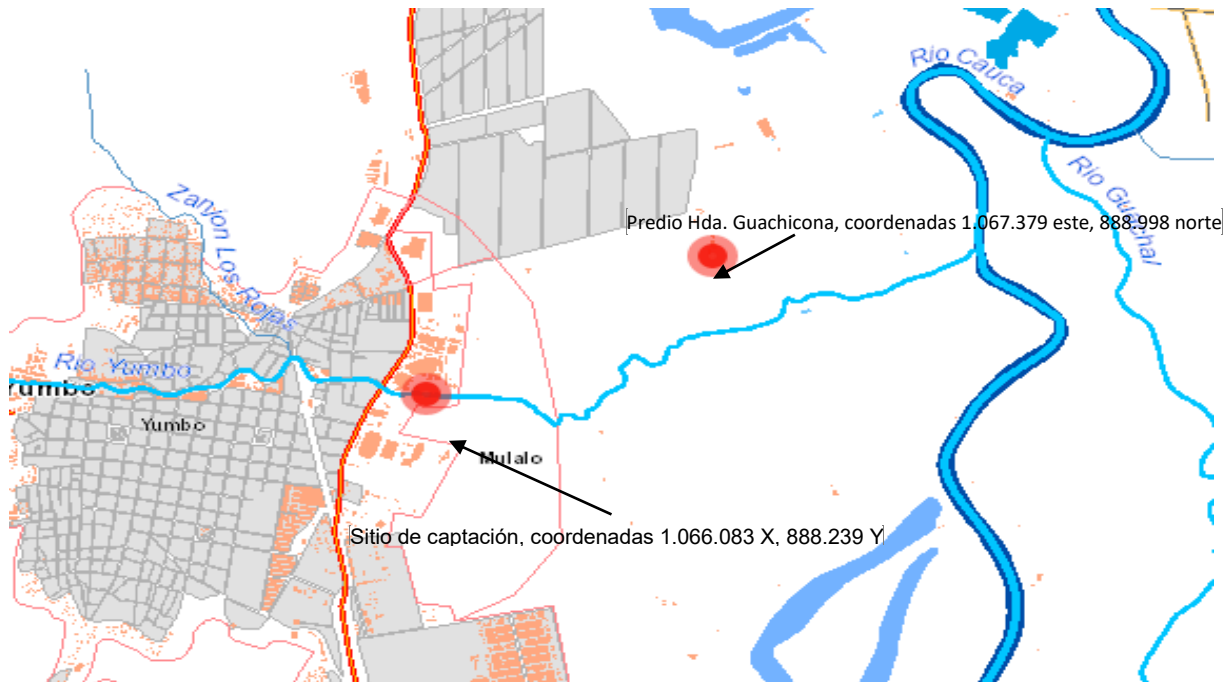 Rio Cauca
Rio Guachal
Zanjon Los Rojas
Predio Hda. Guachicona, coordenadas 1.067.379 este, 888.998 norte
Rio Yumbo
Yumbo
Yumbo
Mulalo
Sitio de captación, coordenadas 1.066.083 X, 888.239 Y